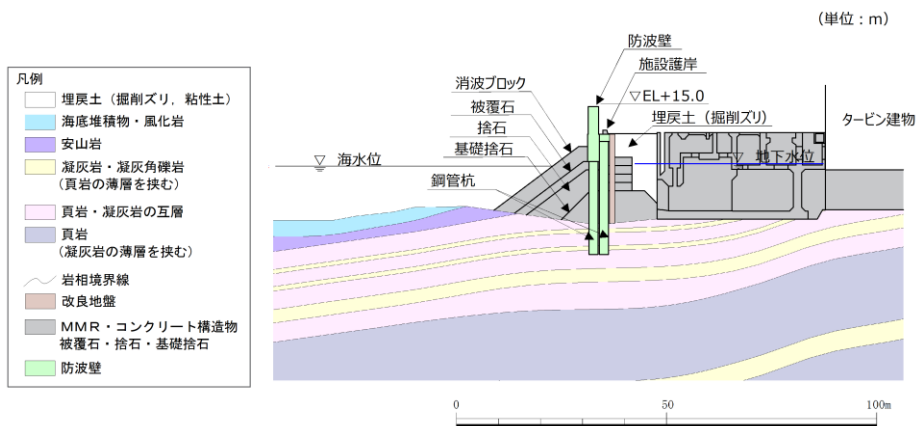 （単位：m）
防波壁
施設護岸
消波ブロック
▽EL+15.0
被覆石
埋戻土（掘削ズリ）
タービン建物
捨石
基礎捨石
▽ 海水位
▽ 地下水位
鋼管杭
凡例
埋戻土（掘削ズリ，粘性土）
海底堆積物・風化岩
安山岩
凝灰岩・凝灰角礫岩
（頁岩の薄層を挟む）
頁岩・凝灰岩の互層
頁岩
（凝灰岩の薄層を挟む）
岩相境界線
改良地盤
ＭＭＲ・コンクリート構造物
被覆石・捨石・基礎捨石
防波壁
0 50 100m